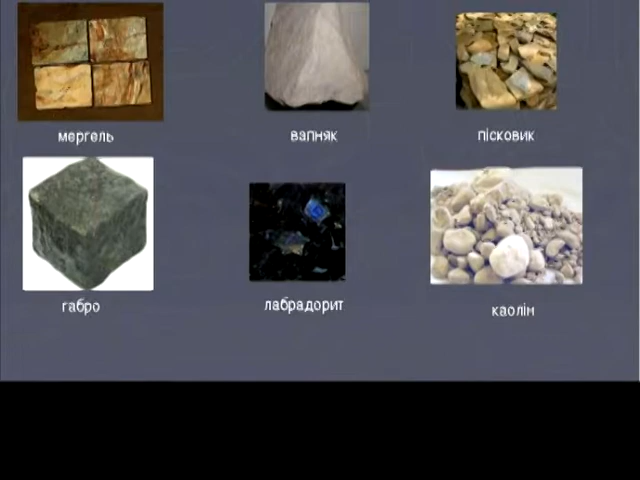 мергель
вапняк
пісковик
габро
лабрадорит
каолін